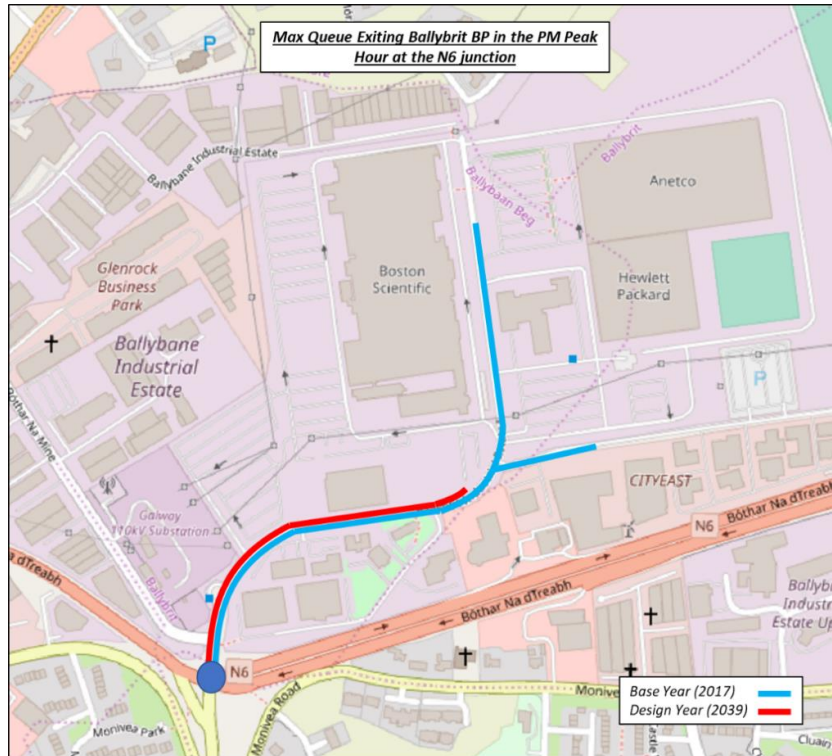 Max Queue Exiting Ballybrit BP in the PM Peak
Hour at the N6 junction
P
Ballybane Industrial Estate
Ballybaan Beg
Ballybrit
Anetco
Glenrock
Business
Park
Boston
Scientific
Hewlett
Packard
Ballybane
Industrial
Estate
P
Bóthar Na Mine
CITYEAST
Galway
110kV Substation
N6
Bóthar Na dTreabh
Ballybrit
Na dTreabh
Bóthar Na dTreabh
N6
Monivea Road
Monivea Park
Monivea
Base Year (2017)
Design Year (2039)